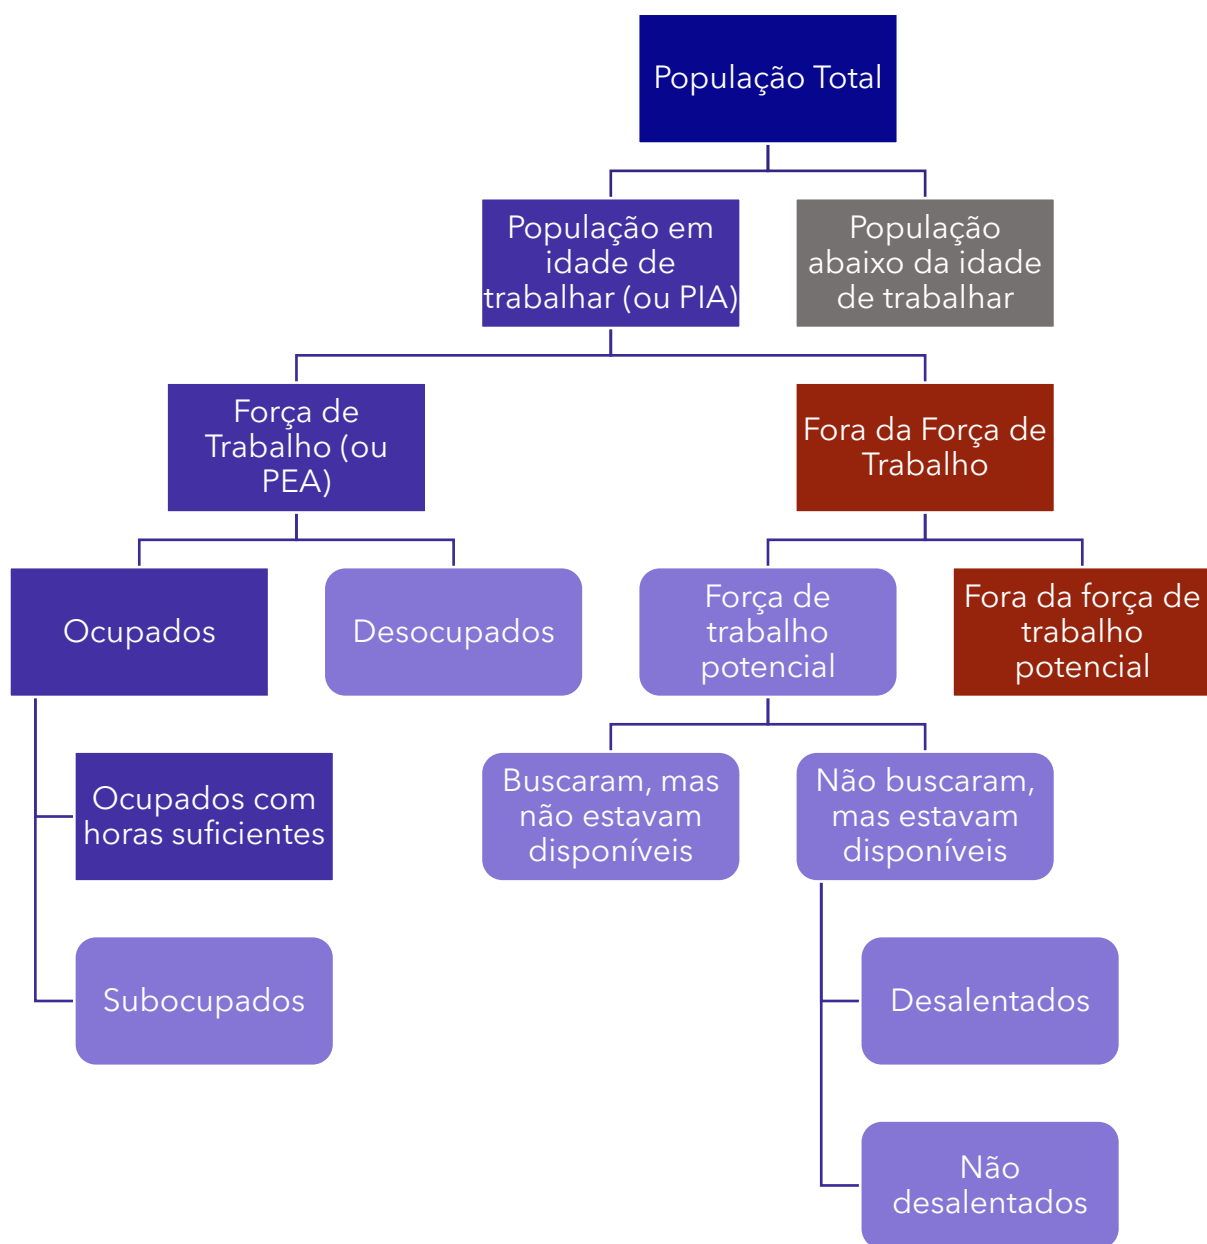 População Total
População em
idade de
trabalhar (ou PIA)
População
abaixo da idade
de trabalhar
Força de
Trabalho (ou
PEA)
Fora da Força de
Trabalho
Ocupados
Desocupados
Força de
trabalho
potencial
Fora da força de
trabalho
potencial
Ocupados com
horas suficientes
Buscaram, mas
não estavam
disponíveis
Não buscaram,
mas estavam
disponíveis
Subocupados
Desalentados
Não
desalentados